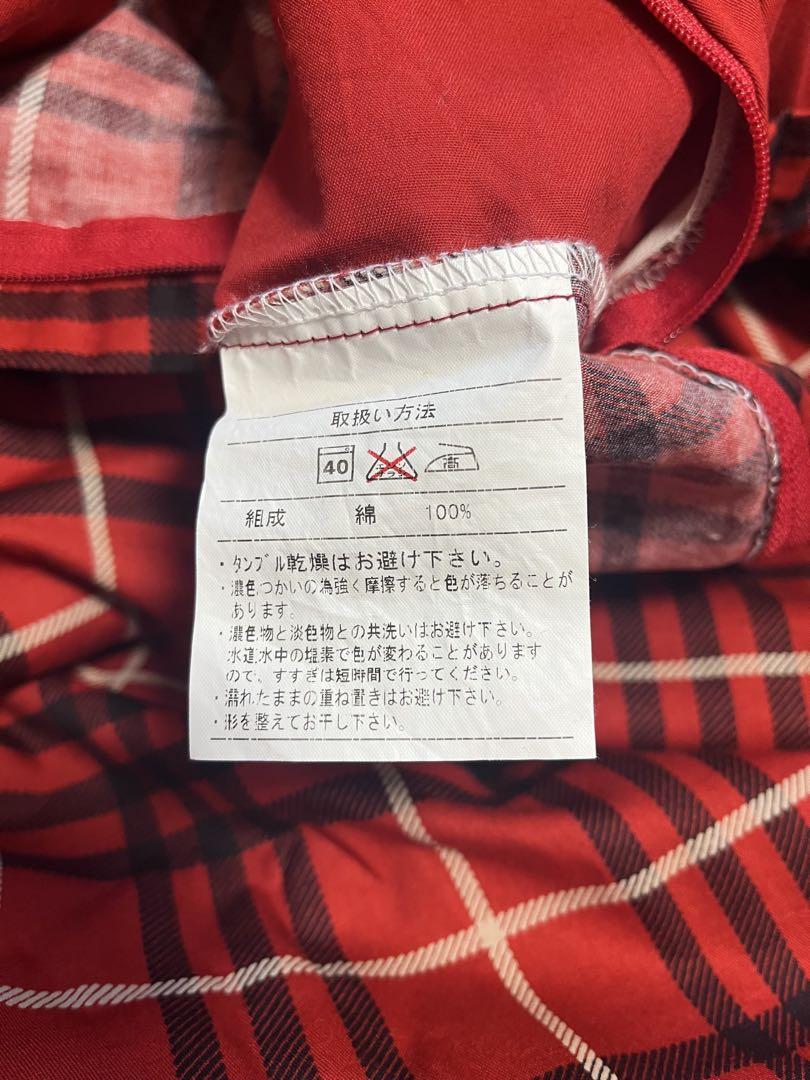 取扱い方法
40 エンソサラシ 高
組成 綿 100%
・タンブル乾燥はお避け下さい。
・濃色つかいの為強く摩擦すると色が落ちることが
あります。
・濃色物と淡色物との共洗いはお避け下さい。
水道水中の塩素で色が変わることがあります
ので、すすぎは短時間で行ってください。
・濡れたままの重ね置きはお避け下さい。
・形を整えてお干し下さい。